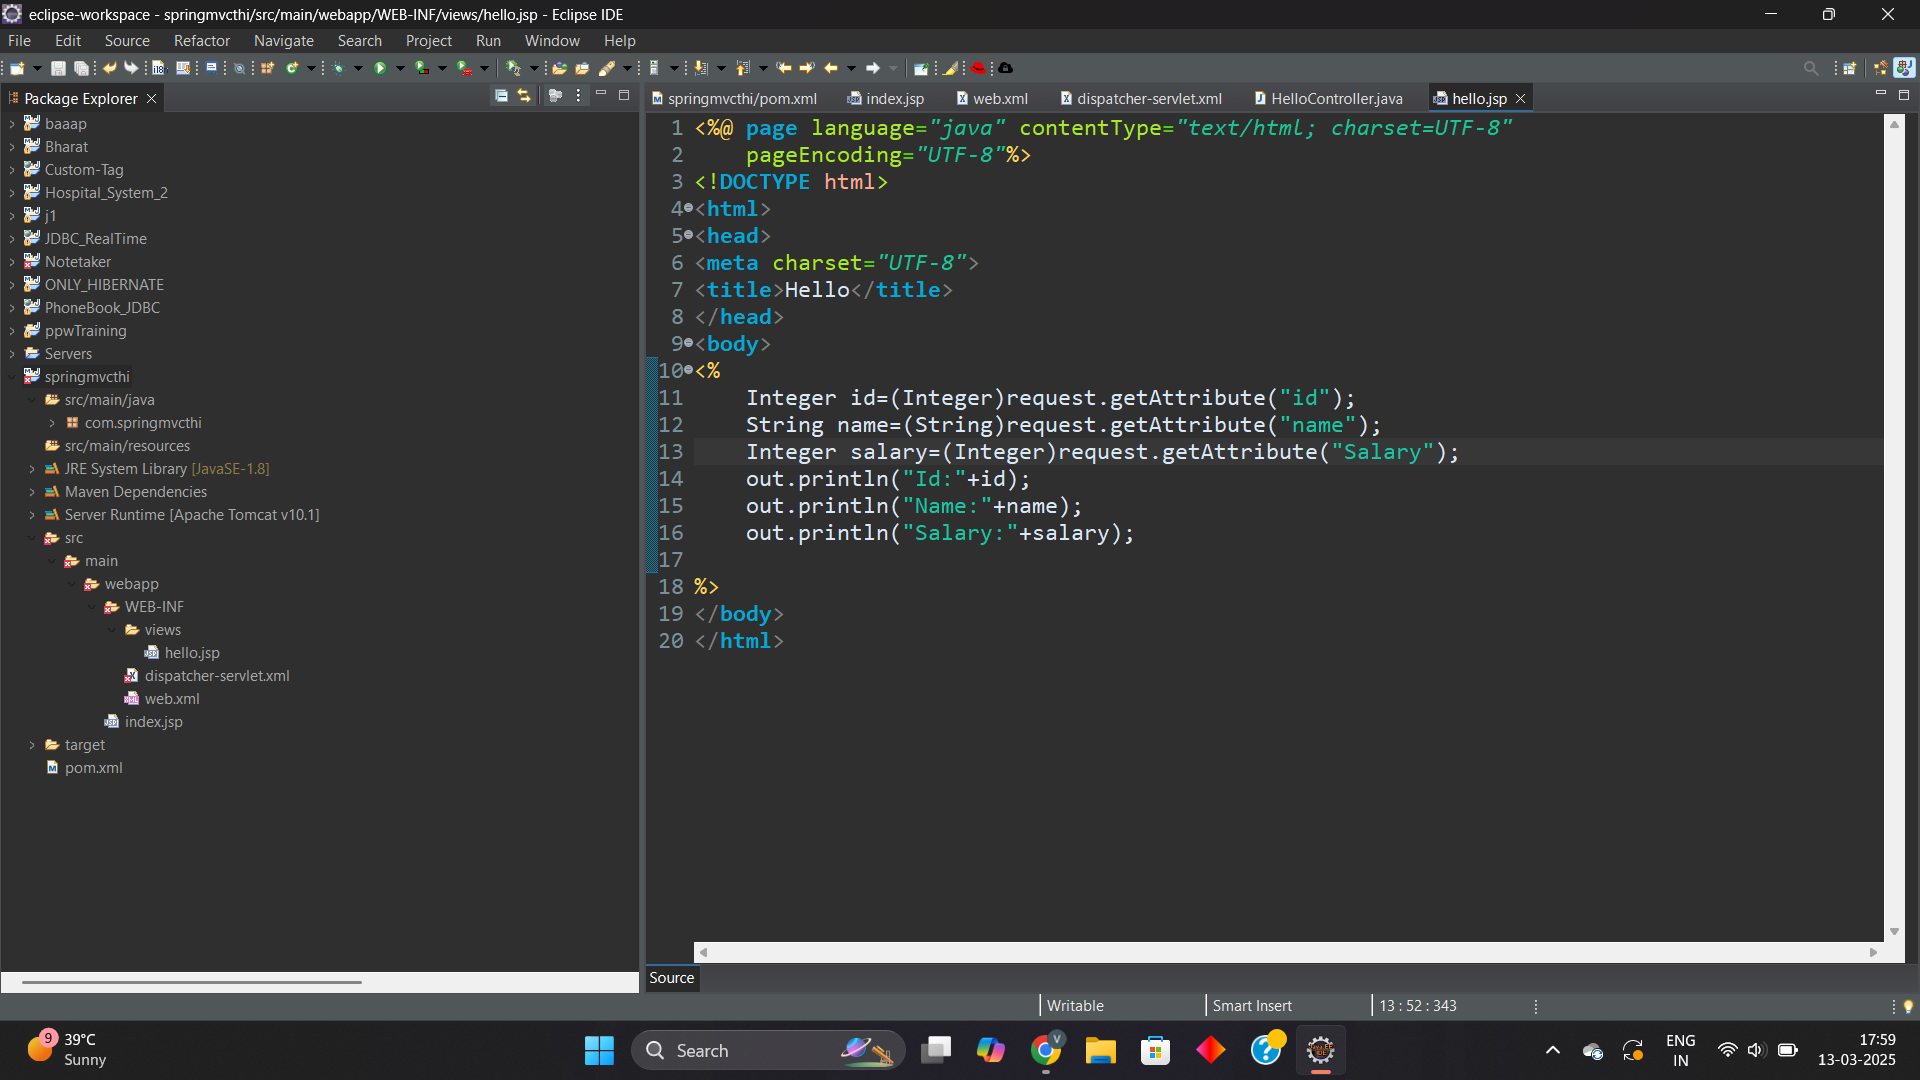 eclipse-workspace - springmvcthi/src/main/webapp/WEB-INF/views/hello.jsp - Eclipse IDE
File Edit Source Refactor Navigate Search Project Run Window Help
Package Explorer
baaap
Bharat
Custom-Tag
Hospital_System_2
j1
JDBC_RealTime
Notetaker
ONLY_HIBERNATE
PhoneBook_JDBC
ppwTraining
Servers
springmvcthi
src/main/java
com.springmvcthi
src/main/resources
JRE System Library [JavaSE-1.8]
Maven Dependencies
Server Runtime [Apache Tomcat v10.1]
src
main
webapp
WEB-INF
views
hello.jsp
dispatcher-servlet.xml
web.xml
index.jsp
target
pom.xml
springmvcthi/pom.xml index.jsp web.xml dispatcher-servlet.xml HelloController.java hello.jsp
1 <%@ page language="java" contentType="text/html; charset=UTF-8"
2     pageEncoding="UTF-8"%>
3 <!DOCTYPE html>
4 <html>
5 <head>
6 <meta charset="UTF-8">
7 <title>Hello</title>
8 </head>
9 <body>
10 <%
11     Integer id=(Integer)request.getAttribute("id");
12     String name=(String)request.getAttribute("name");
13     Integer salary=(Integer)request.getAttribute("Salary");
14     out.println("Id:"+id);
15     out.println("Name:"+name);
16     out.println("Salary:"+salary);
17
18 %>
19 </body>
20 </html>
Source
Writable Smart Insert 13 : 52 : 343
9 39°C
Sunny
Search
ENG
IN
17:59
13-03-2025